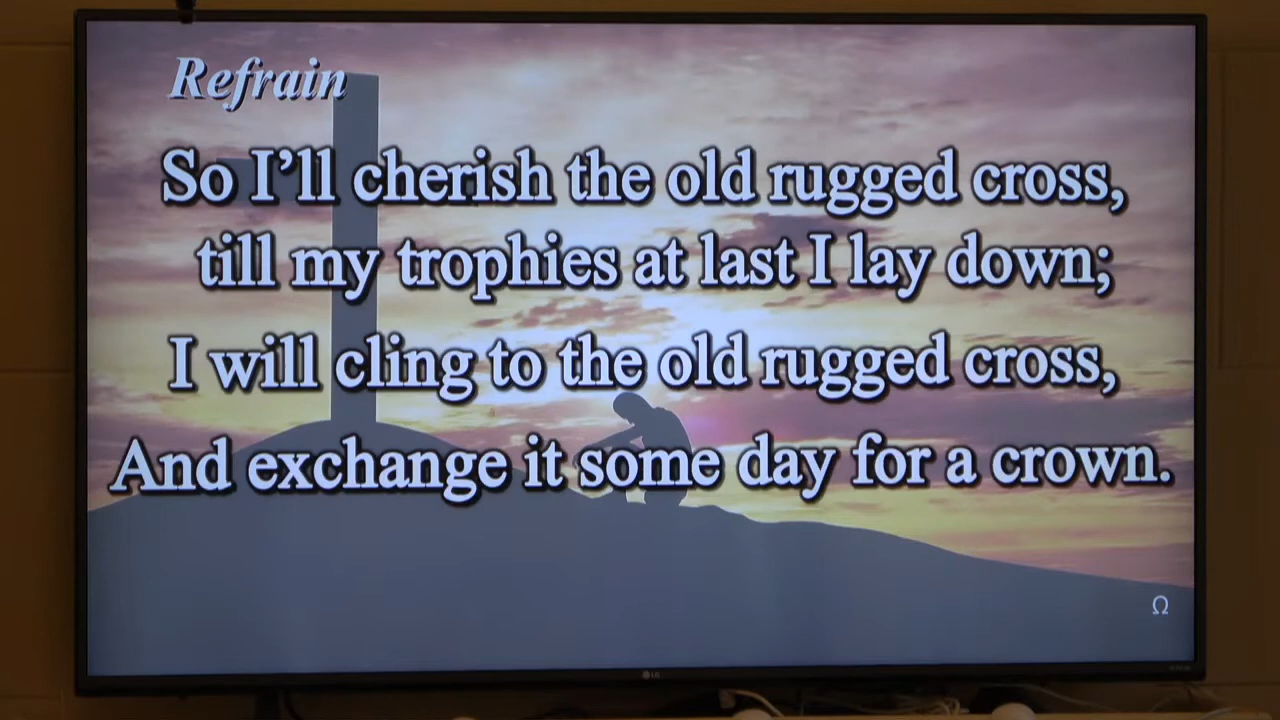 Refrain
So I’ll cherish the old rugged cross,
till my trophies at last I lay down;
I will cling to the old rugged cross,
And exchange it some day for a crown.
Ω
LG